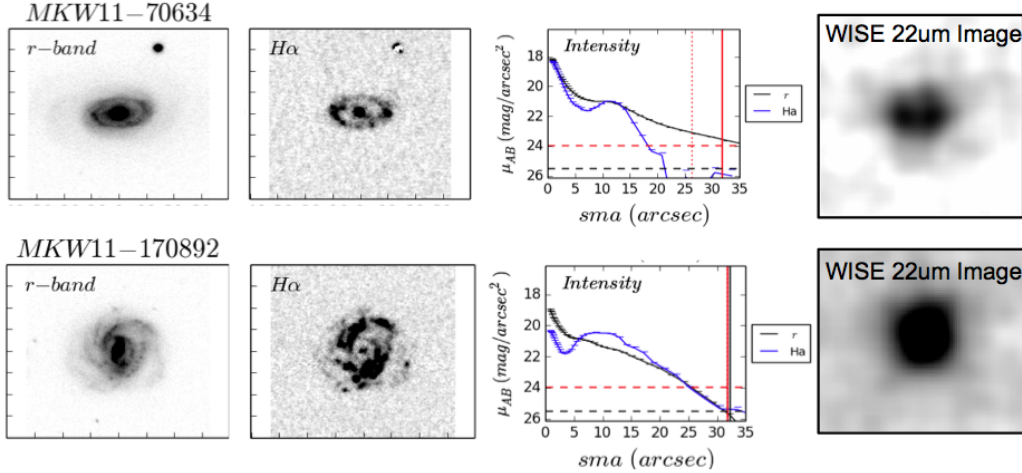 MKW11−70634
r−band
Hα
Intensity
μAB (mag/arcsec²)
16
18
20
22
24
26
0 5 10 15 20 25 30 35
sma (arcsec)
r
Ha
WISE 22um Image
MKW11−170892
r−band
Hα
Intensity
μAB (mag/arcsec²)
16
18
20
22
24
26
0 5 10 15 20 25 30 35
sma (arcsec)
r
Ha
WISE 22um Image